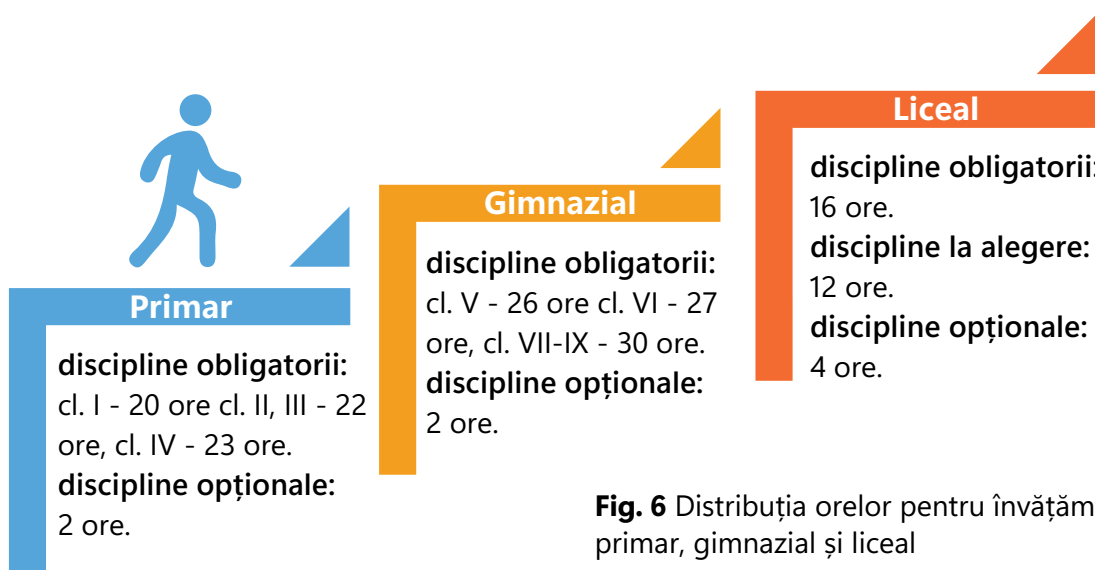 Primar
discipline obligatorii:
cl. I - 20 ore cl. II, III - 22
ore, cl. IV - 23 ore.
discipline opționale:
2 ore.
Gimnazial
discipline obligatorii:
cl. V - 26 ore cl. VI - 27
ore, cl. VII-IX - 30 ore.
discipline opționale:
2 ore.
Liceal
discipline obligatorii:
16 ore.
discipline la alegere:
12 ore.
discipline opționale:
4 ore.
Fig. 6 Distribuția orelor pentru învățăm
primar, gimnazial și liceal